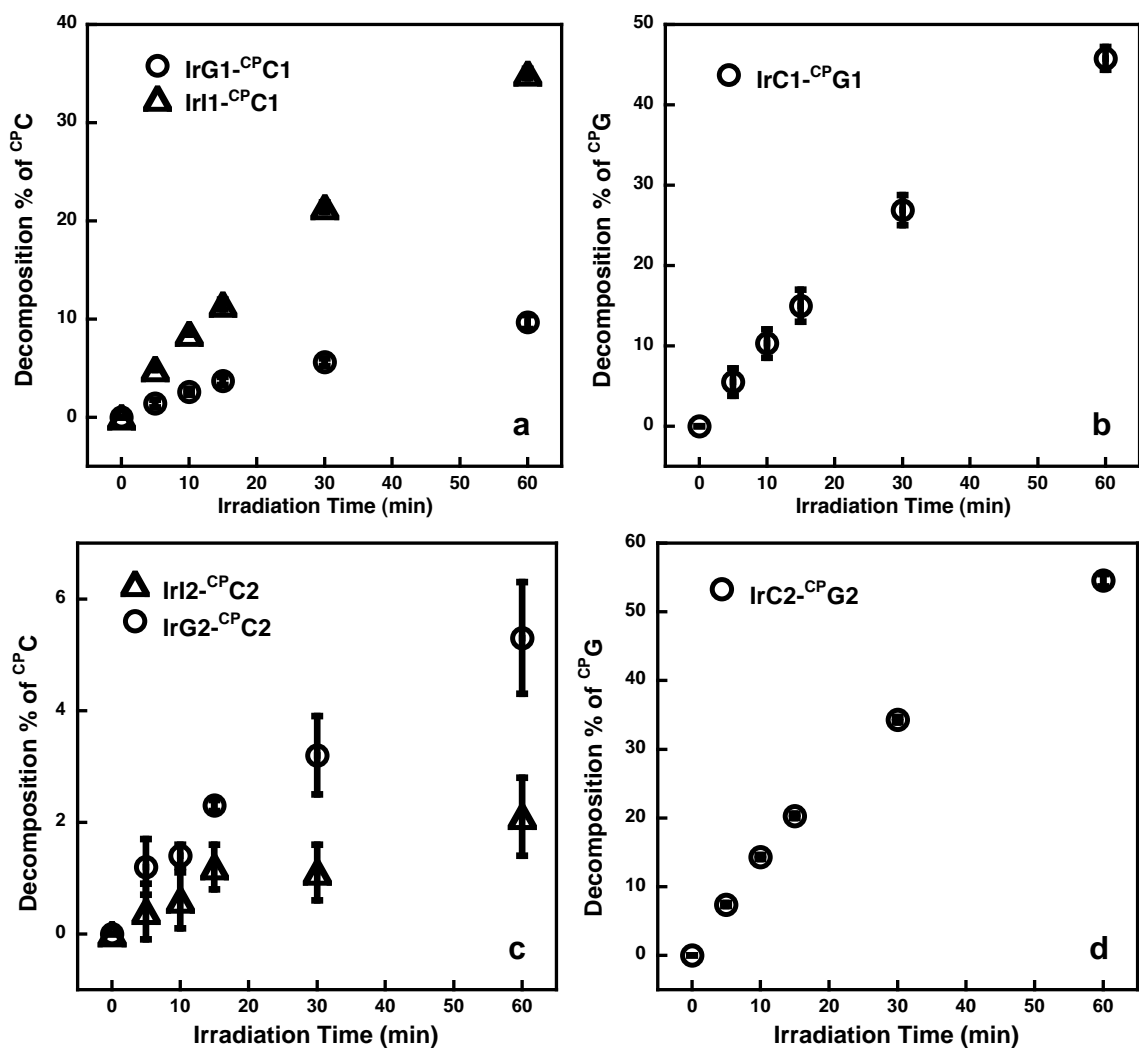 40
30
20
10
0
Decomposition % of CPC
IrG1-CPC1
IrI1-CPC1
a
0 10 20 30 40 50 60
Irradiation Time (min)
50
40
30
20
10
0
Decomposition % of CPG
IrC1-CPG1
b
0 10 20 30 40 50 60
Irradiation Time (min)
6
4
2
0
Decomposition % of CPC
IrI2-CPC2
IrG2-CPC2
c
0 10 20 30 40 50 60
Irradiation Time (min)
60
50
40
30
20
10
0
Decomposition % of CPG
IrC2-CPG2
d
0 10 20 30 40 50 60
Irradiation Time (min)